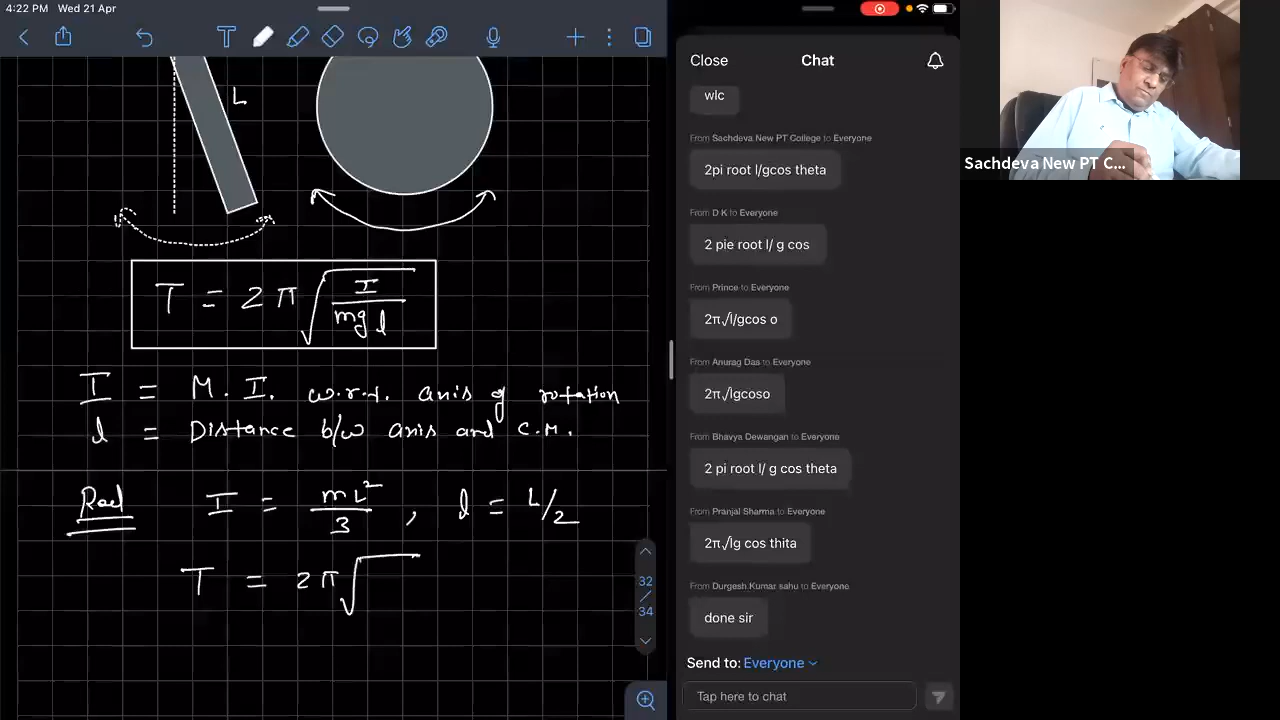 4:22 PM Wed 21 Apr
L
T = 2π√(I/mgl)
I = M.I. w.r.t. axis of rotation
l = Distance b/w axis and C.M.
Rod I = mL²/3 , l = L/2
T = 2π√
32
/
34
Close Chat
wlc
From Sachdeva New PT College to Everyone
2pi root l/gcos theta
From D K to Everyone
2 pie root l/ g cos
From Prince to Everyone
2π√l/gcos o
From Anurag Das to Everyone
2π√lgcoso
From Bhavya Dewangan to Everyone
2 pi root l/ g cos theta
From Pranjal Sharma to Everyone
2π√lg cos thita
From Durgesh Kumar sahu to Everyone
done sir
Send to: Everyone
Tap here to chat
Sachdeva New PT C...